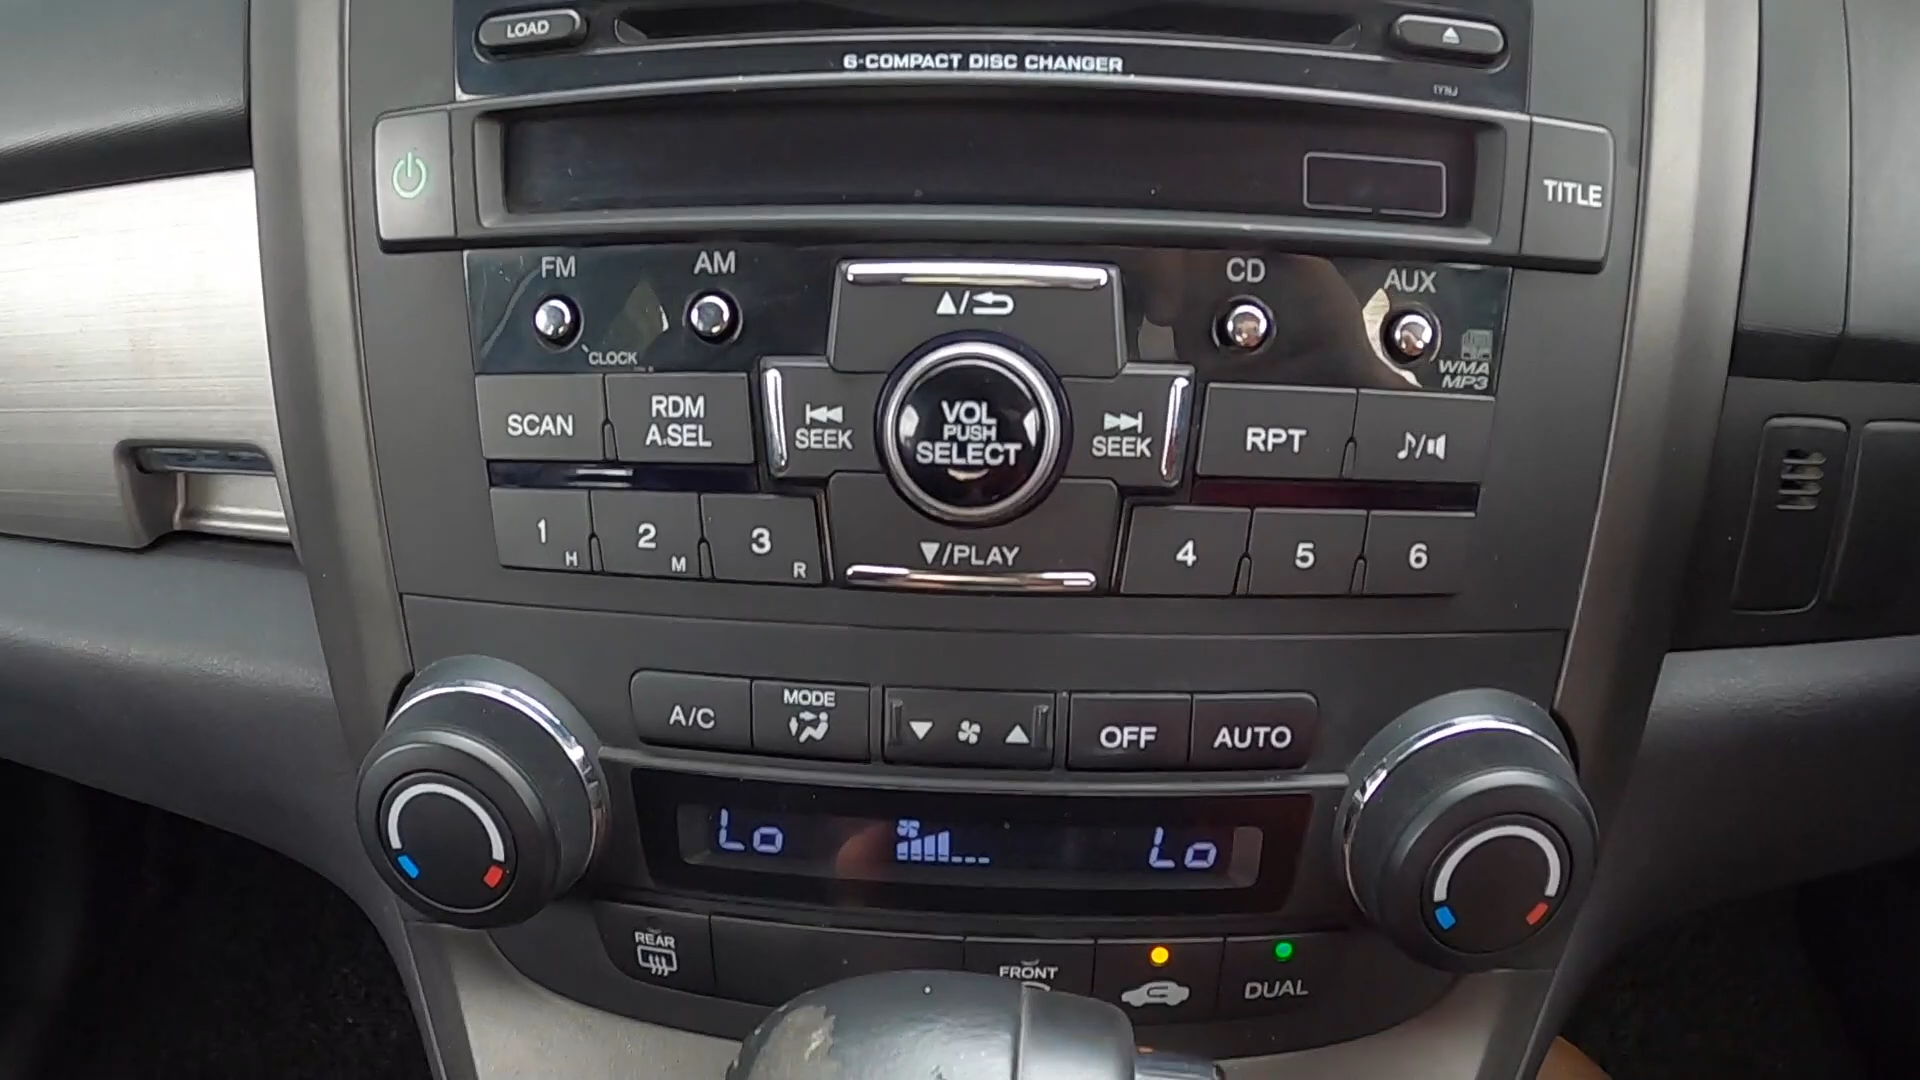 LOAD
6-COMPACT DISC CHANGER
TITLE
FM
AM
CD
AUX
CLOCK
WMA
MP3
SCAN
RDM
A.SEL
SEEK
VOL
PUSH
SELECT
SEEK
RPT
1 H
2 M
3 R
/PLAY
4
5
6
A/C
MODE
OFF
AUTO
Lo
Lo
REAR
FRONT
DUAL